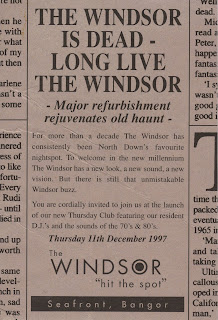 THE WINDSOR
IS DEAD -
LONG LIVE
THE WINDSOR
- Major refurbishment
rejuvenates old haunt -
For more than a decade The Windsor has
consistently been North Down's favourite
nightspot. To welcome in the new millennium
The Windsor has a new look, a new sound, a new
vision. But there is still that unmistakable
Windsor buzz.
You are cordially invited to join us at the launch
of our new Thursday Club featuring our resident
D.J.'s and the sounds of the 70's & 80's.
Thursday 11th December 1997
The
WINDSOR
"hit the spot"
Seafront, Bangor